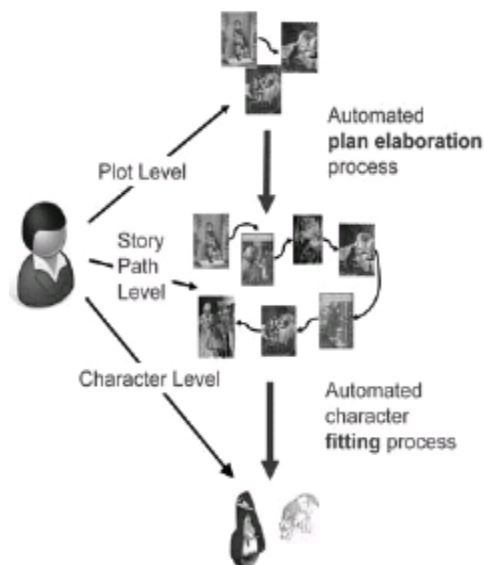 Automated
plan elaboration
process
Plot Level
Story
Path
Level
Character Level
Automated
character
fitting process